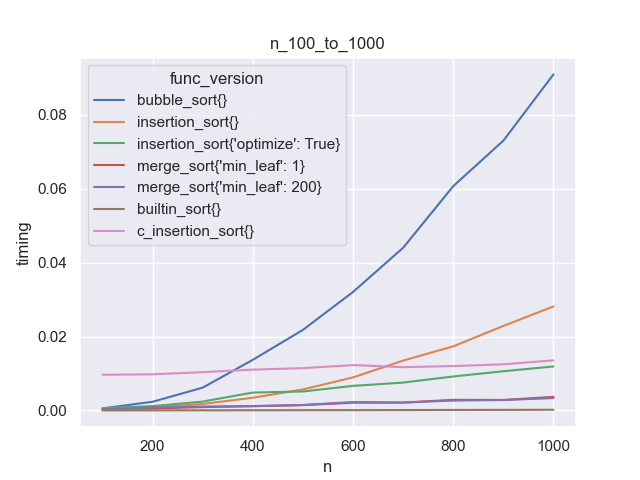 n_100_to_1000
func_version
bubble_sort{}
insertion_sort{}
insertion_sort{'optimize': True}
merge_sort{'min_leaf': 1}
merge_sort{'min_leaf': 200}
builtin_sort{}
c_insertion_sort{}
timing
0.08
0.06
0.04
0.02
0.00
200
400
600
800
1000
n